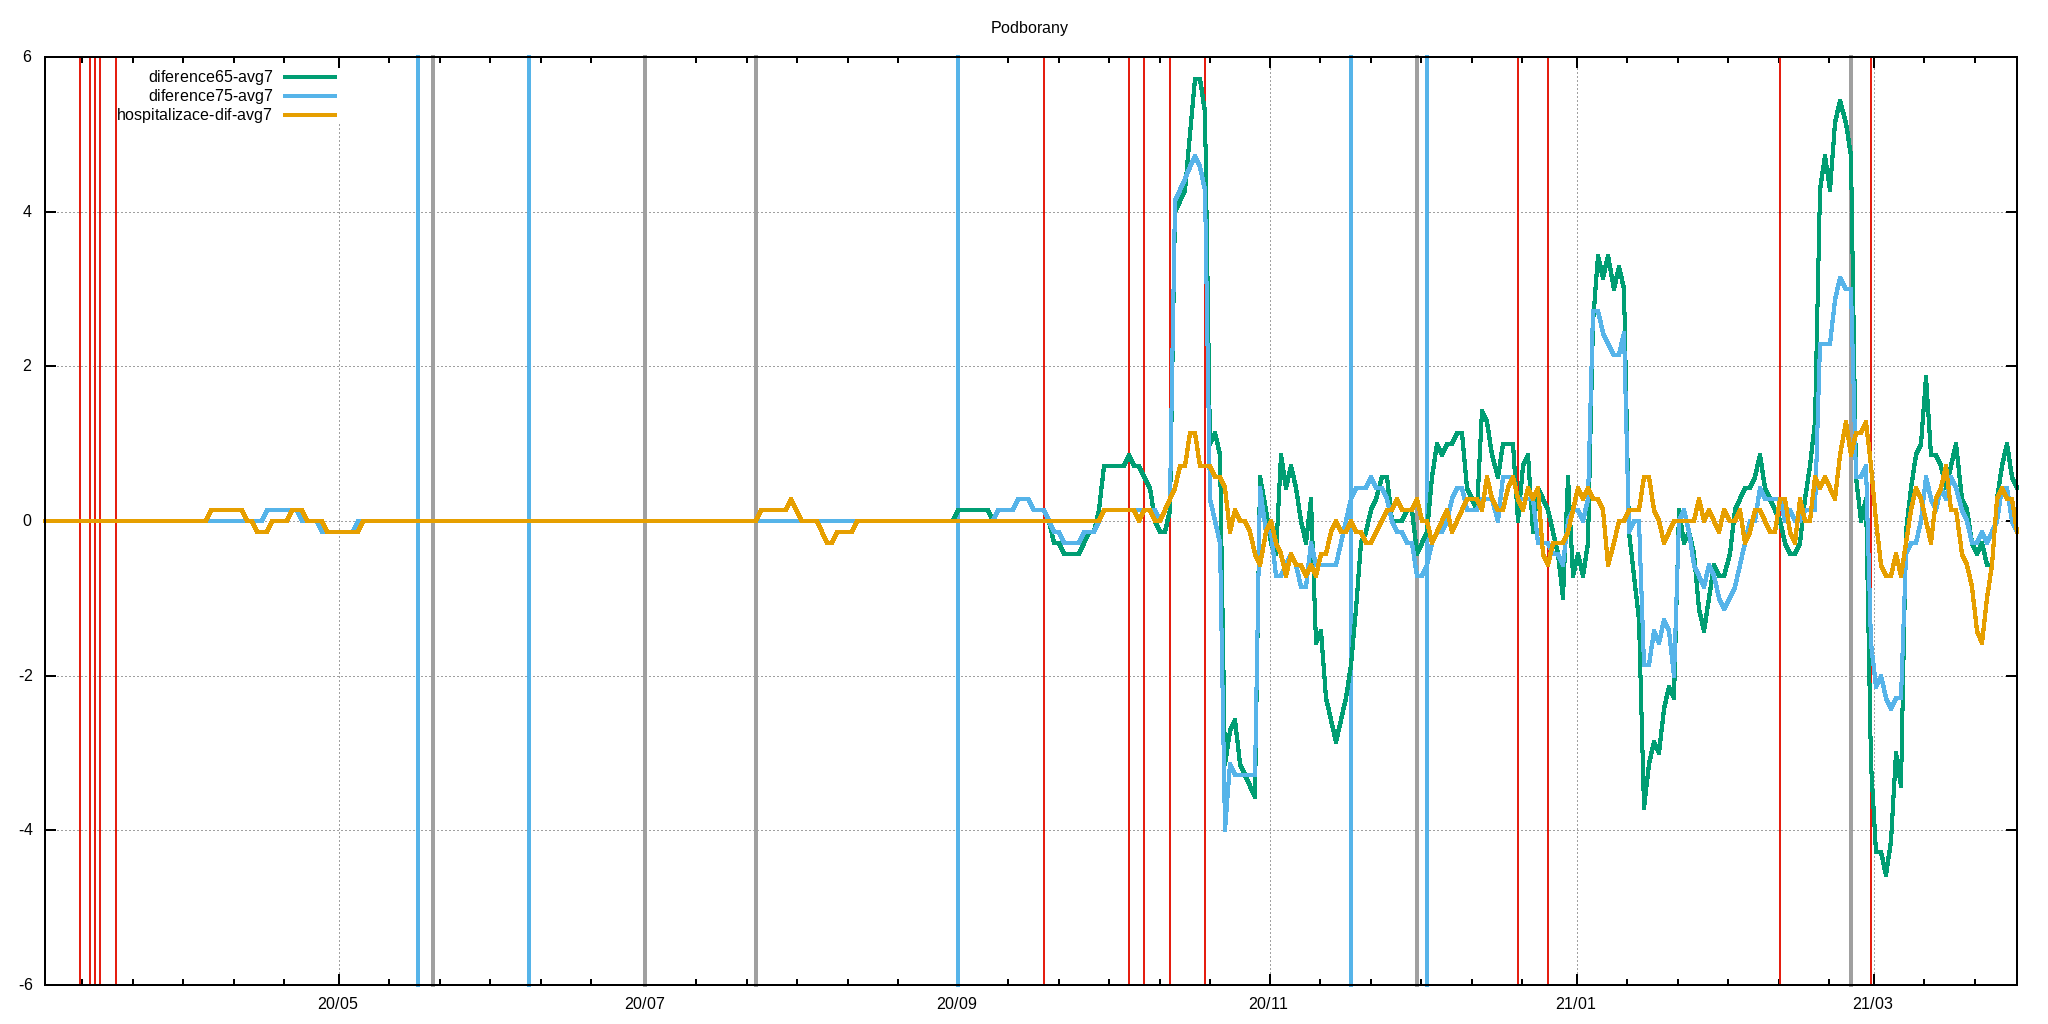 Podborany
6
diference65-avg7
diference75-avg7
hospitalizace-dif-avg7
4
2
0
-2
-4
-6
20/05 20/07 20/09 20/11 21/01 21/03